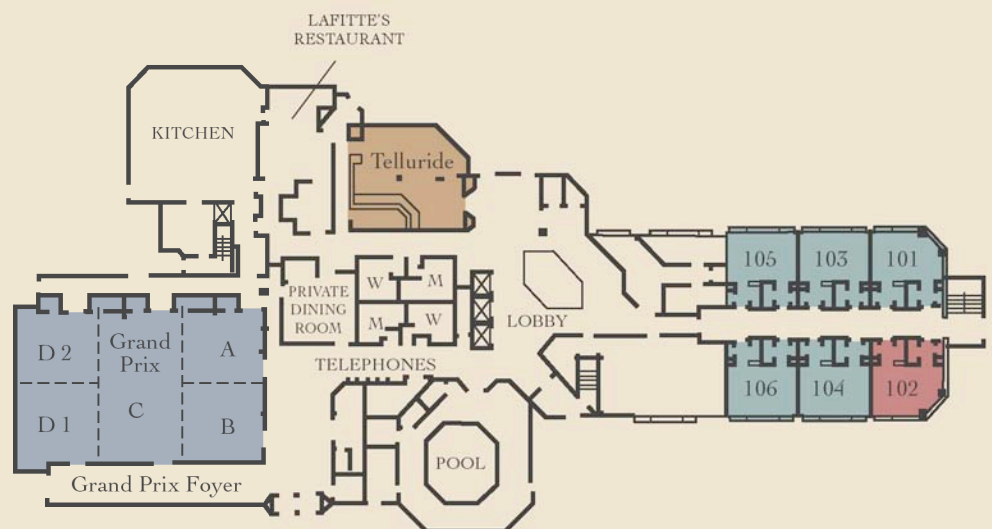 LAFITTE'S
RESTAURANT
KITCHEN
Telluride
105
103
101
W
M
PRIVATE
DINING
ROOM
M
W
LOBBY
TELEPHONES
D 2
Grand
Prix
A
D 1
C
B
106
104
102
POOL
Grand Prix Foyer